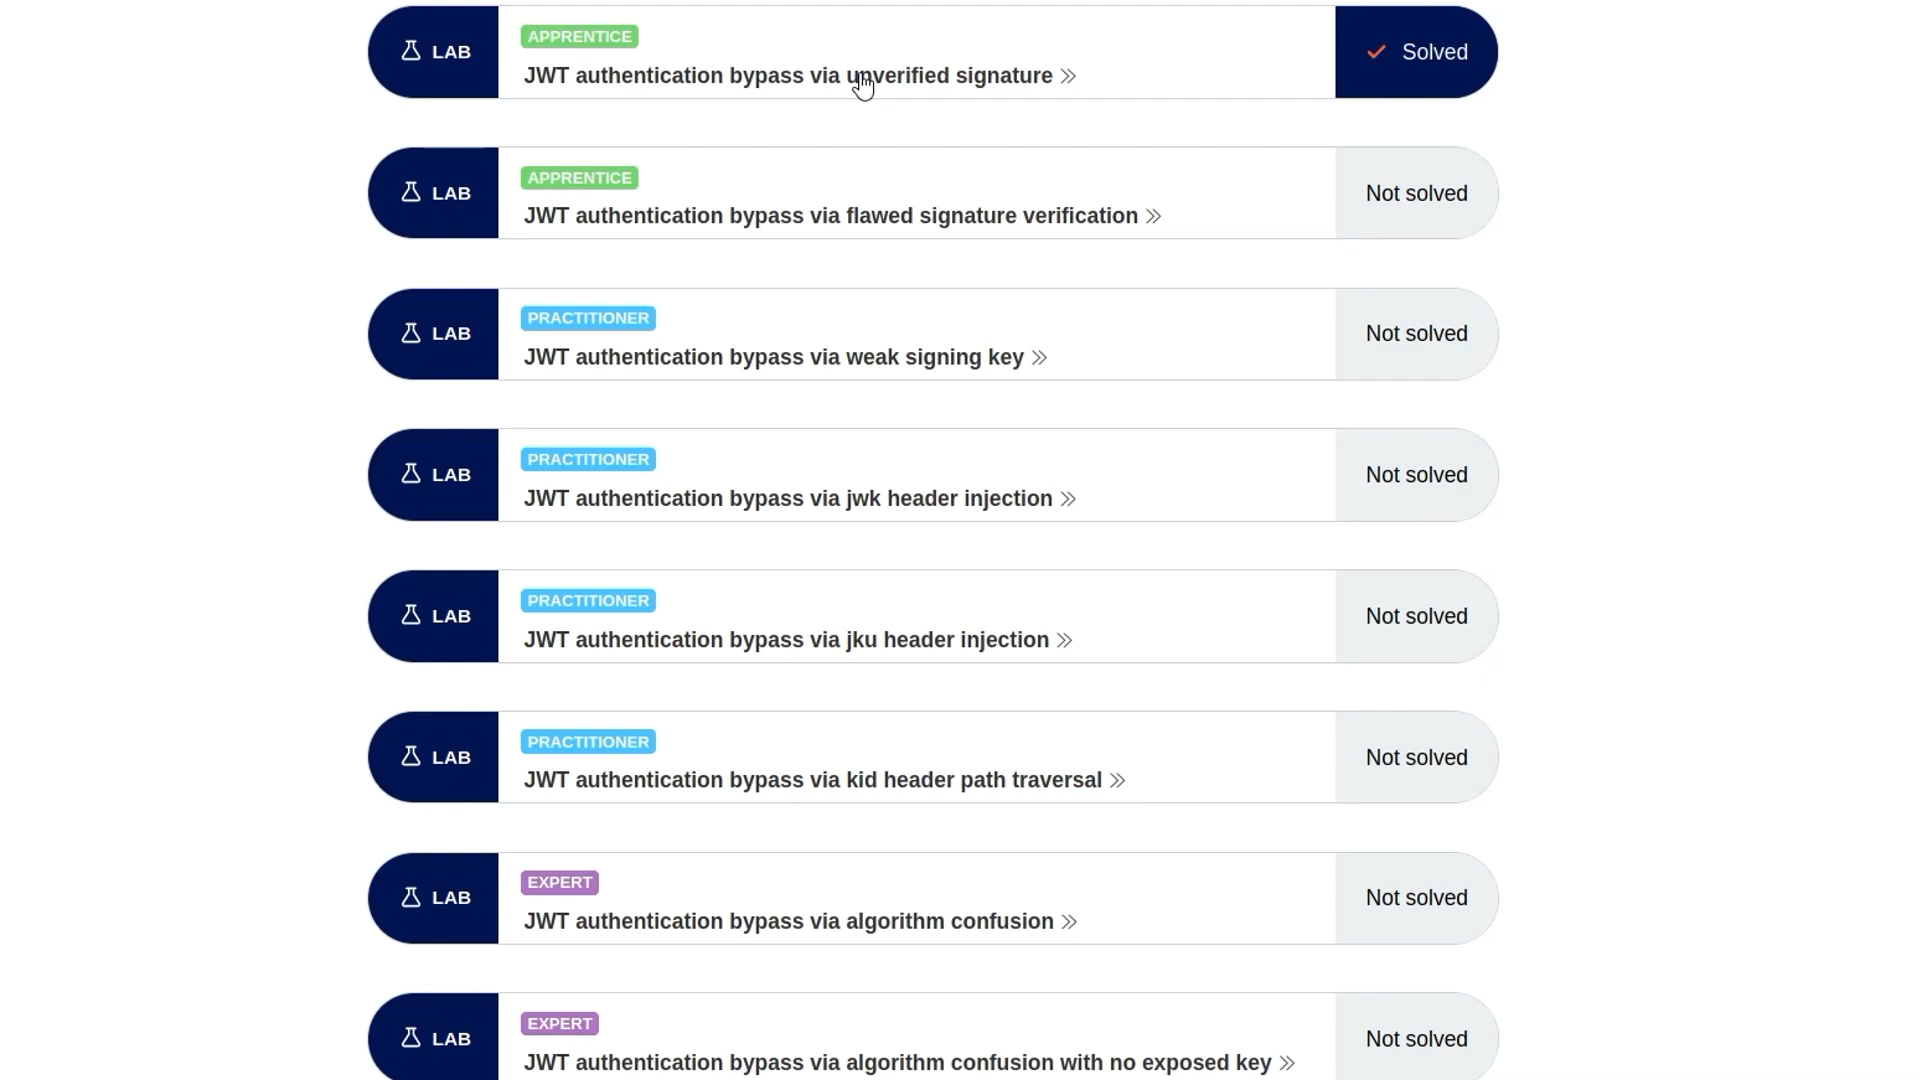 LAB
APPRENTICE
JWT authentication bypass via unverified signature
Solved
LAB
APPRENTICE
JWT authentication bypass via flawed signature verification
Not solved
LAB
PRACTITIONER
JWT authentication bypass via weak signing key
Not solved
LAB
PRACTITIONER
JWT authentication bypass via jwk header injection
Not solved
LAB
PRACTITIONER
JWT authentication bypass via jku header injection
Not solved
LAB
PRACTITIONER
JWT authentication bypass via kid header path traversal
Not solved
LAB
EXPERT
JWT authentication bypass via algorithm confusion
Not solved
LAB
EXPERT
JWT authentication bypass via algorithm confusion with no exposed key
Not solved